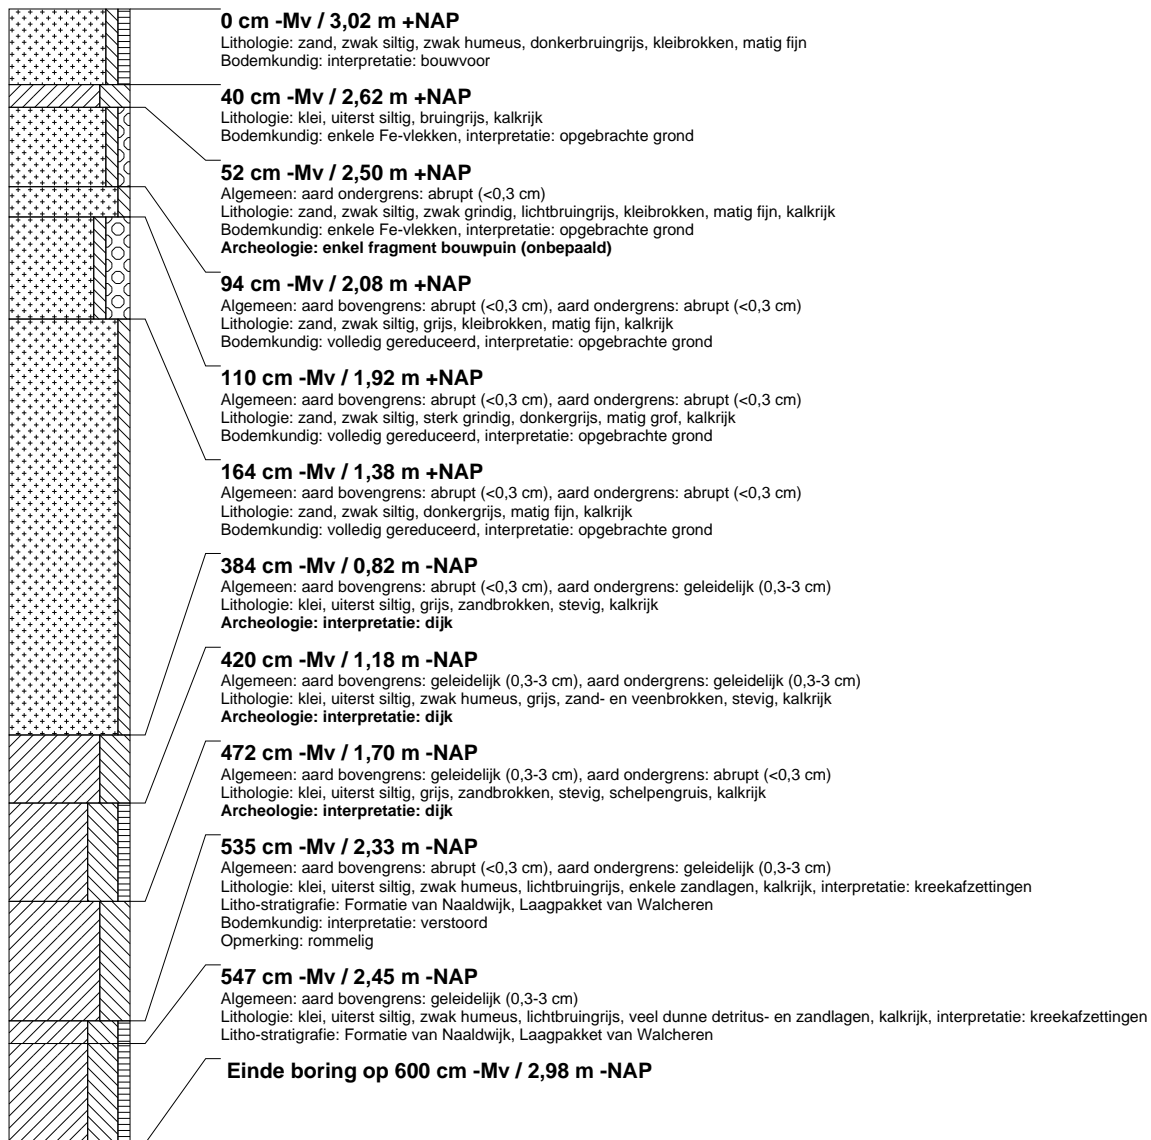 0 cm -Mv / 3,02 m +NAP
Lithologie: zand, zwak siltig, zwak humeus, donkerbruingrijs, kleibrokken, matig fijn
Bodemkundig: interpretatie: bouwvoor
40 cm -Mv / 2,62 m +NAP
Lithologie: klei, uiterst siltig, bruingrijs, kalkrijk
Bodemkundig: enkele Fe-vlekken, interpretatie: opgebrachte grond
52 cm -Mv / 2,50 m +NAP
Algemeen: aard ondergrens: abrupt (<0,3 cm)
Lithologie: zand, zwak siltig, zwak grindig, lichtbruingrijs, kleibrokken, matig fijn, kalkrijk
Bodemkundig: enkele Fe-vlekken, interpretatie: opgebrachte grond
Archeologie: enkel fragment bouwpuin (onbepaald)
94 cm -Mv / 2,08 m +NAP
Algemeen: aard bovengrens: abrupt (<0,3 cm), aard ondergrens: abrupt (<0,3 cm)
Lithologie: zand, zwak siltig, grijs, kleibrokken, matig fijn, kalkrijk
Bodemkundig: volledig gereduceerd, interpretatie: opgebrachte grond
110 cm -Mv / 1,92 m +NAP
Algemeen: aard bovengrens: abrupt (<0,3 cm), aard ondergrens: abrupt (<0,3 cm)
Lithologie: zand, zwak siltig, sterk grindig, donkergrijs, matig grof, kalkrijk
Bodemkundig: volledig gereduceerd, interpretatie: opgebrachte grond
164 cm -Mv / 1,38 m +NAP
Algemeen: aard bovengrens: abrupt (<0,3 cm), aard ondergrens: abrupt (<0,3 cm)
Lithologie: zand, zwak siltig, donkergrijs, matig fijn, kalkrijk
Bodemkundig: volledig gereduceerd, interpretatie: opgebrachte grond
384 cm -Mv / 0,82 m -NAP
Algemeen: aard bovengrens: abrupt (<0,3 cm), aard ondergrens: geleidelijk (0,3-3 cm)
Lithologie: klei, uiterst siltig, grijs, zandbrokken, stevig, kalkrijk
Archeologie: interpretatie: dijk
420 cm -Mv / 1,18 m -NAP
Algemeen: aard bovengrens: geleidelijk (0,3-3 cm), aard ondergrens: geleidelijk (0,3-3 cm)
Lithologie: klei, uiterst siltig, zwak humeus, grijs, zand- en veenbrokken, stevig, kalkrijk
Archeologie: interpretatie: dijk
472 cm -Mv / 1,70 m -NAP
Algemeen: aard bovengrens: geleidelijk (0,3-3 cm), aard ondergrens: abrupt (<0,3 cm)
Lithologie: klei, uiterst siltig, grijs, zandbrokken, stevig, schelpengruis, kalkrijk
Archeologie: interpretatie: dijk
535 cm -Mv / 2,33 m -NAP
Algemeen: aard bovengrens: abrupt (<0,3 cm), aard ondergrens: geleidelijk (0,3-3 cm)
Lithologie: klei, uiterst siltig, zwak humeus, lichtbruingrijs, enkele zandlagen, kalkrijk, interpretatie: kreekafzettingen
Litho-stratigrafie: Formatie van Naaldwijk, Laagpakket van Walcheren
Bodemkundig: interpretatie: verstoord
Opmerking: rommelig
547 cm -Mv / 2,45 m -NAP
Algemeen: aard bovengrens: geleidelijk (0,3-3 cm)
Lithologie: klei, uiterst siltig, zwak humeus, lichtbruingrijs, veel dunne detritus- en zandlagen, kalkrijk, interpretatie: kreekafzettingen
Litho-stratigrafie: Formatie van Naaldwijk, Laagpakket van Walcheren
Einde boring op 600 cm -Mv / 2,98 m -NAP